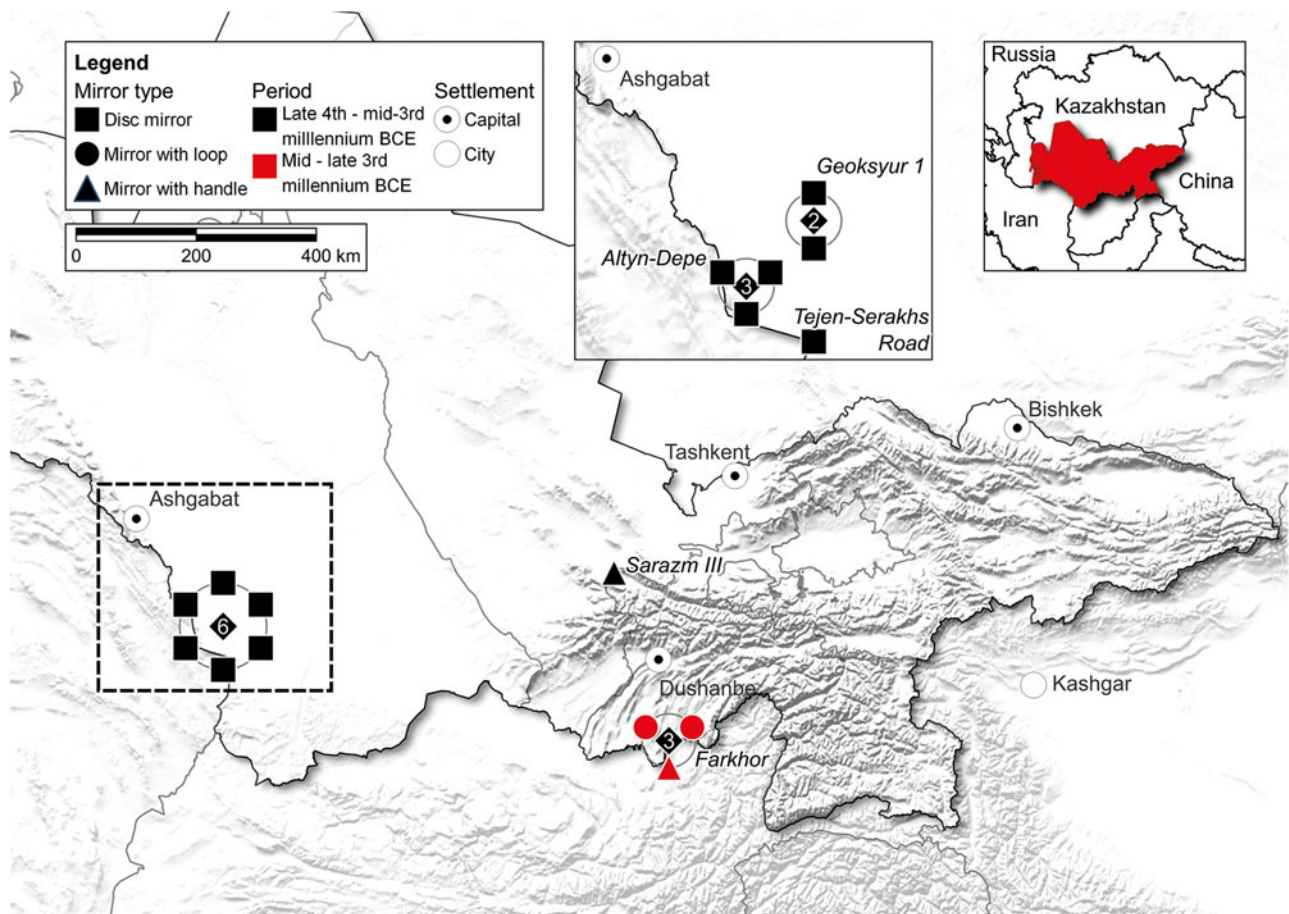 Legend
Mirror type
Disc mirror
Mirror with loop
Mirror with handle
Period
Late 4th - mid-3rd
milllennium BCE
Mid - late 3rd
millennium BCE
Settlement
Capital
City
0 200 400 km
Ashgabat
Geoksyur 1
2
Altyn-Depe
3
Tejen-Serakhs
Road
Russia
Kazakhstan
China
Iran
Bishkek
Tashkent
Ashgabat
Sarazm III
6
Dushanbe
Kashgar
3
Farkhor